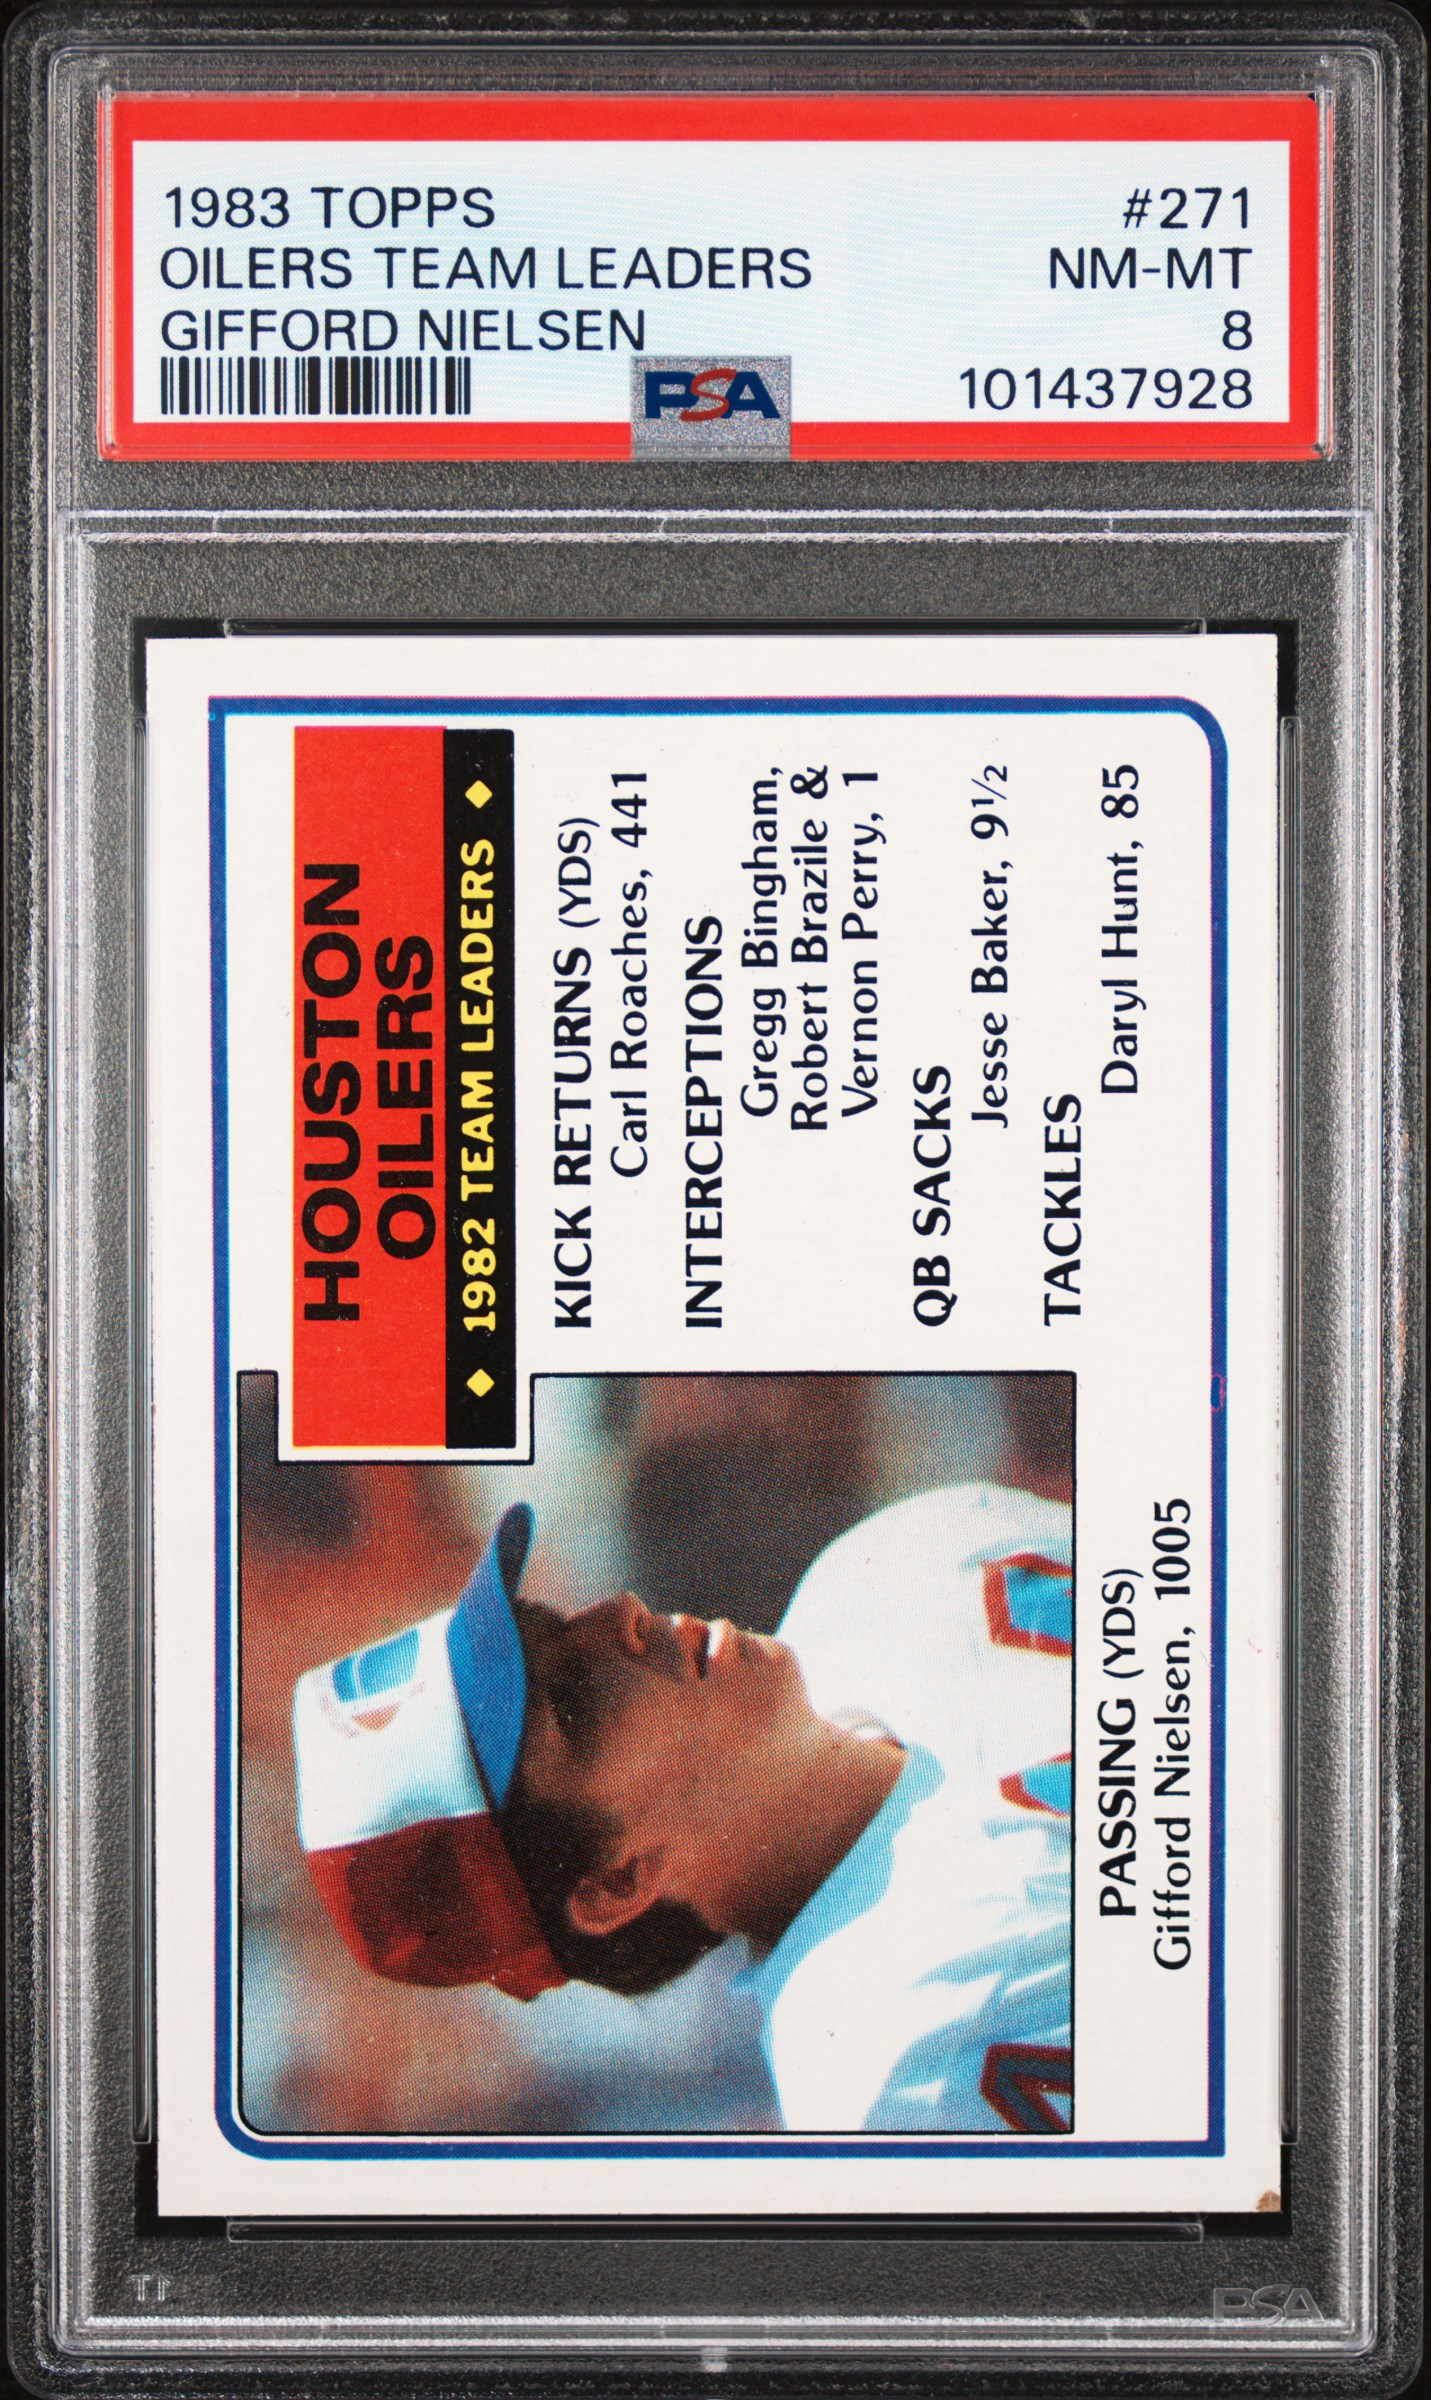 1983 TOPPS #271
OILERS TEAM LEADERS NM-MT
GIFFORD NIELSEN 8
PSA 101437928
HOUSTON
OILERS
1982 TEAM LEADERS
KICK RETURNS (YDS)
Carl Roaches, 441
INTERCEPTIONS
Gregg Bingham,
Robert Brazile &
Vernon Perry, 1
QB SACKS
Jesse Baker, 9½
TACKLES
Daryl Hunt, 85
PASSING (YDS)
Gifford Nielsen, 1005
PSA